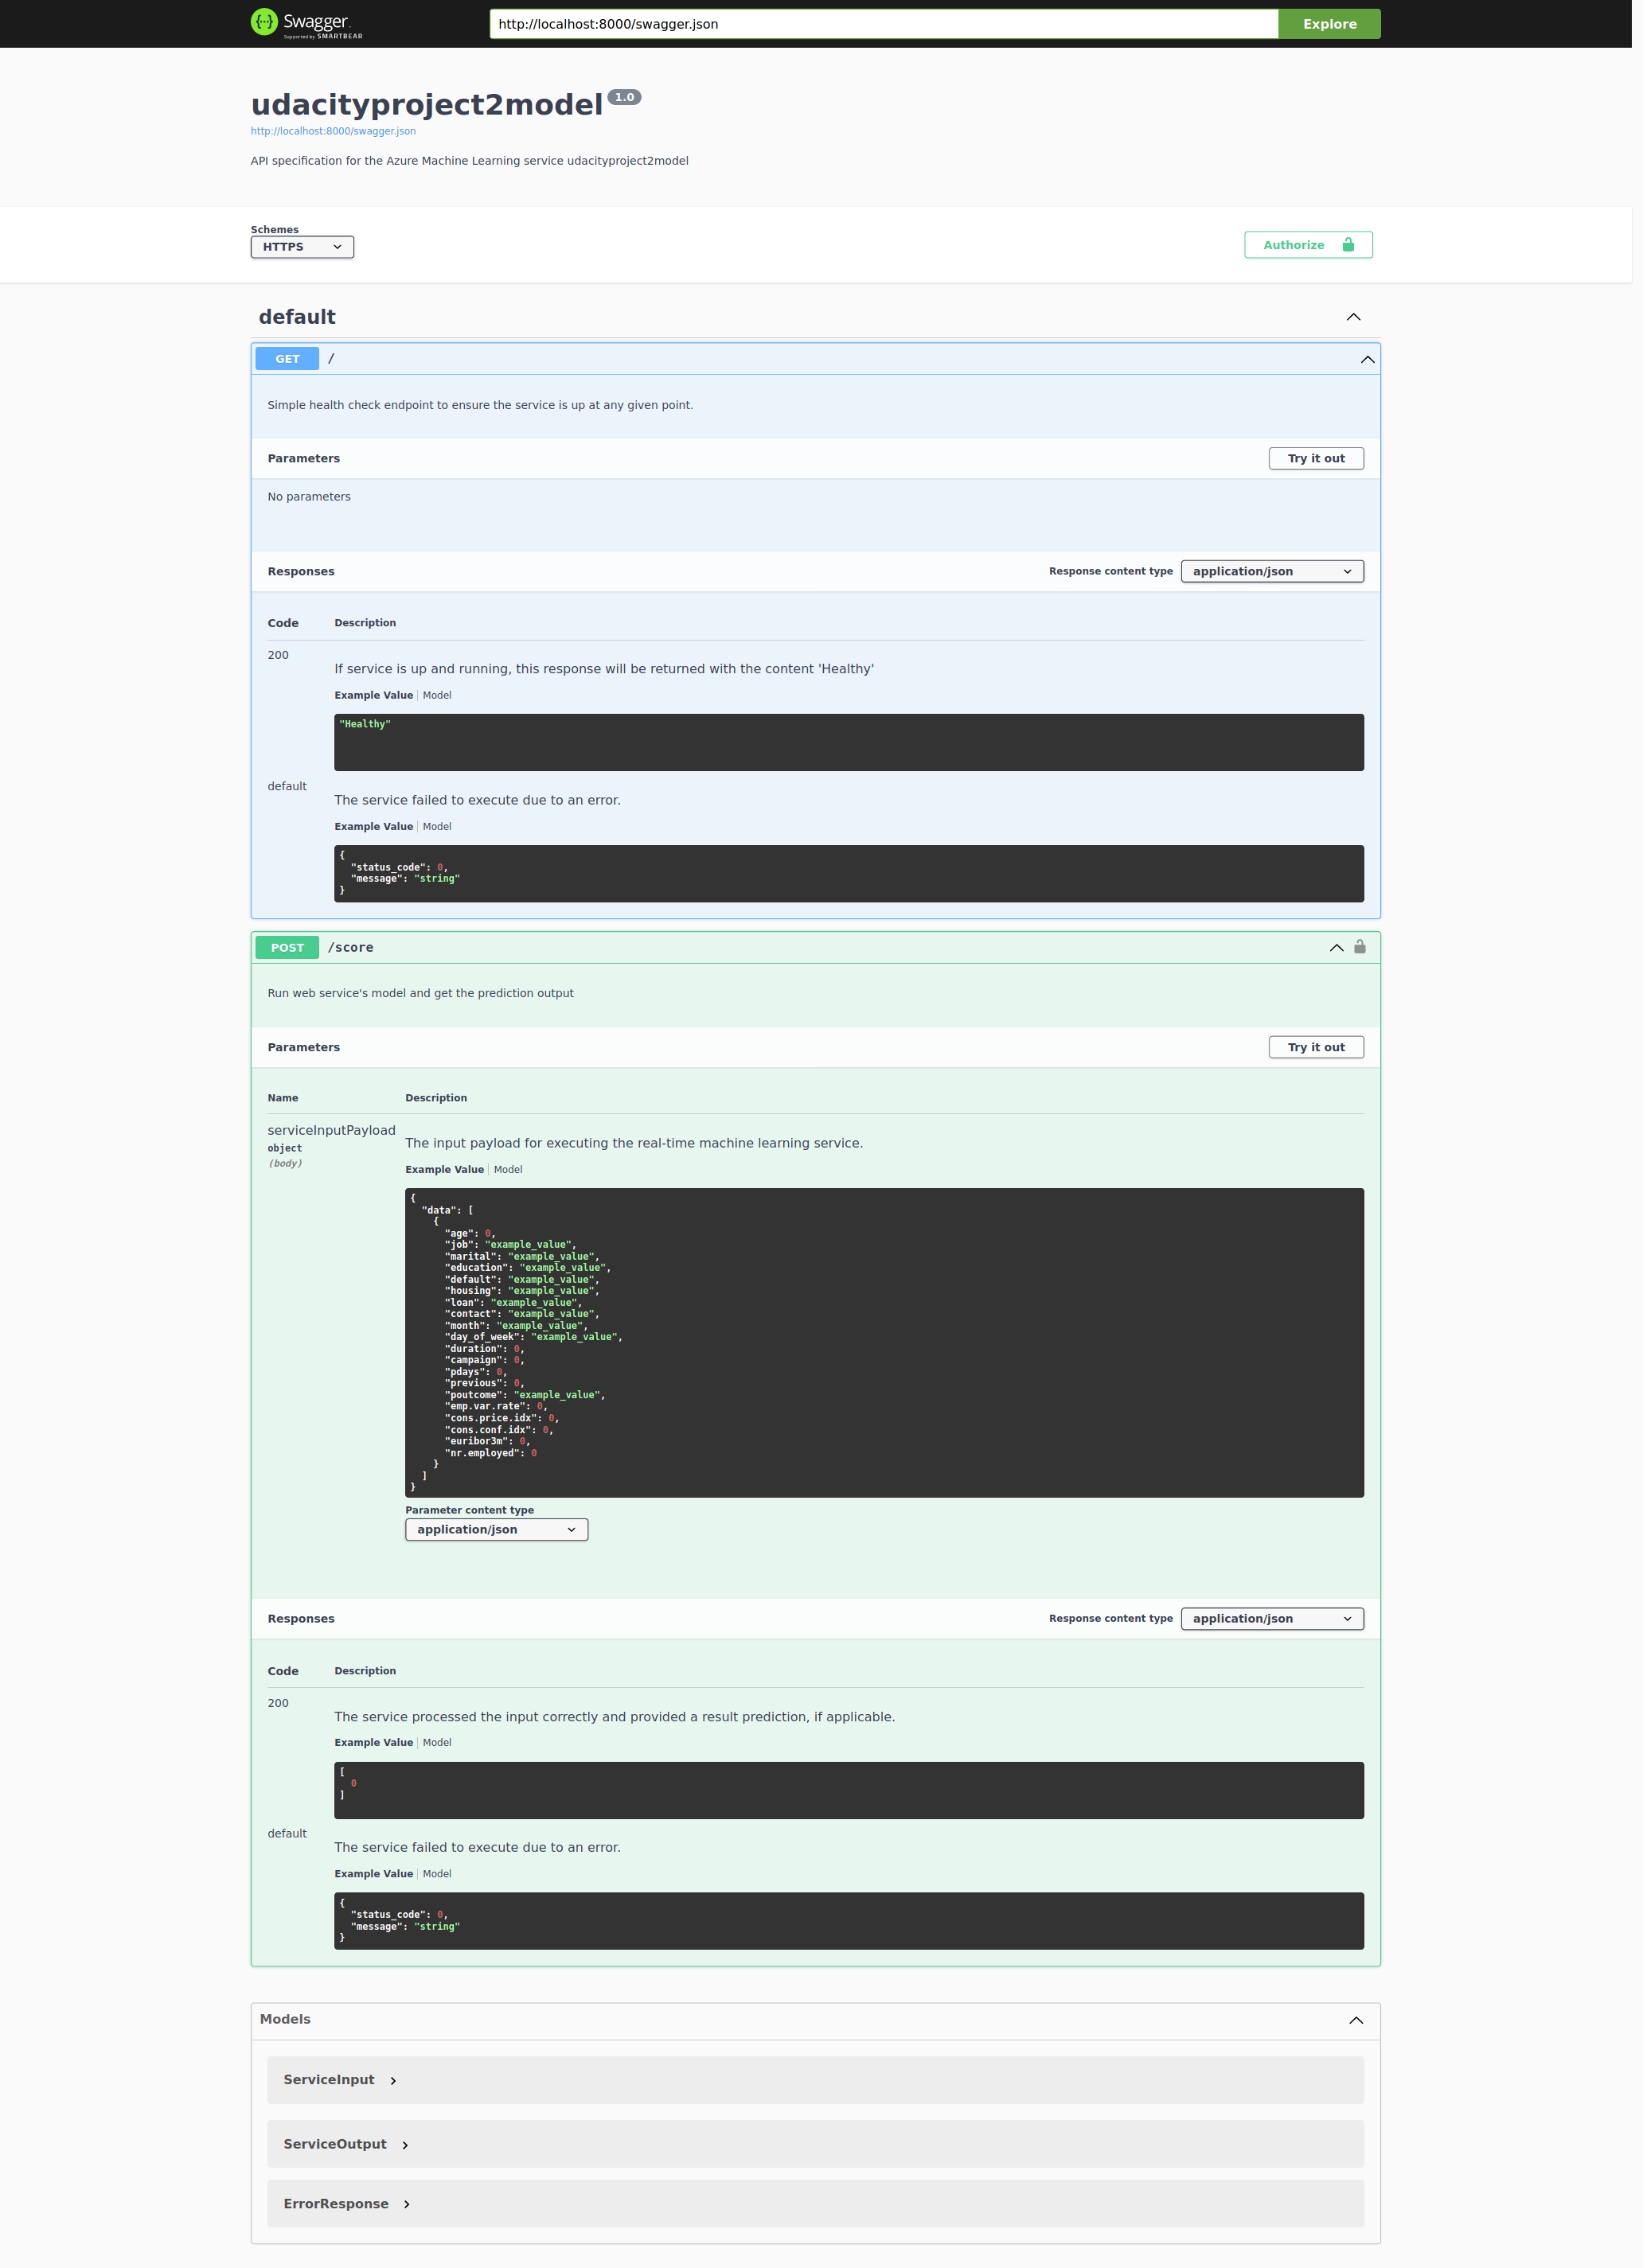 Swagger.
Supported by SMARTBEAR
http://localhost:8000/swagger.json
Explore
udacityproject2model 1.0
http://localhost:8000/swagger.json
API specification for the Azure Machine Learning service udacityproject2model
Schemes
HTTPS
Authorize
default
GET /
Simple health check endpoint to ensure the service is up at any given point.
Parameters Try it out
No parameters
Responses Response content type application/json
Code Description
200
If service is up and running, this response will be returned with the content 'Healthy'
Example Value Model
"Healthy"
default
The service failed to execute due to an error.
Example Value Model
{
"status_code": 0,
"message": "string"
}
POST /score
Run web service's model and get the prediction output
Parameters Try it out
Name Description
serviceInputPayload
object
(body)
The input payload for executing the real-time machine learning service.
Example Value Model
{
"data": [
{
"age": 0,
"job": "example_value",
"marital": "example_value",
"education": "example_value",
"default": "example_value",
"housing": "example_value",
"loan": "example_value",
"contact": "example_value",
"month": "example_value",
"day_of_week": "example_value",
"duration": 0,
"campaign": 0,
"pdays": 0,
"previous": 0,
"poutcome": "example_value",
"emp.var.rate": 0,
"cons.price.idx": 0,
"cons.conf.idx": 0,
"euribor3m": 0,
"nr.employed": 0
}
]
}
Parameter content type
application/json
Responses Response content type application/json
Code Description
200
The service processed the input correctly and provided a result prediction, if applicable.
Example Value Model
[
0
]
default
The service failed to execute due to an error.
Example Value Model
{
"status_code": 0,
"message": "string"
}
Models
ServiceInput
ServiceOutput
ErrorResponse